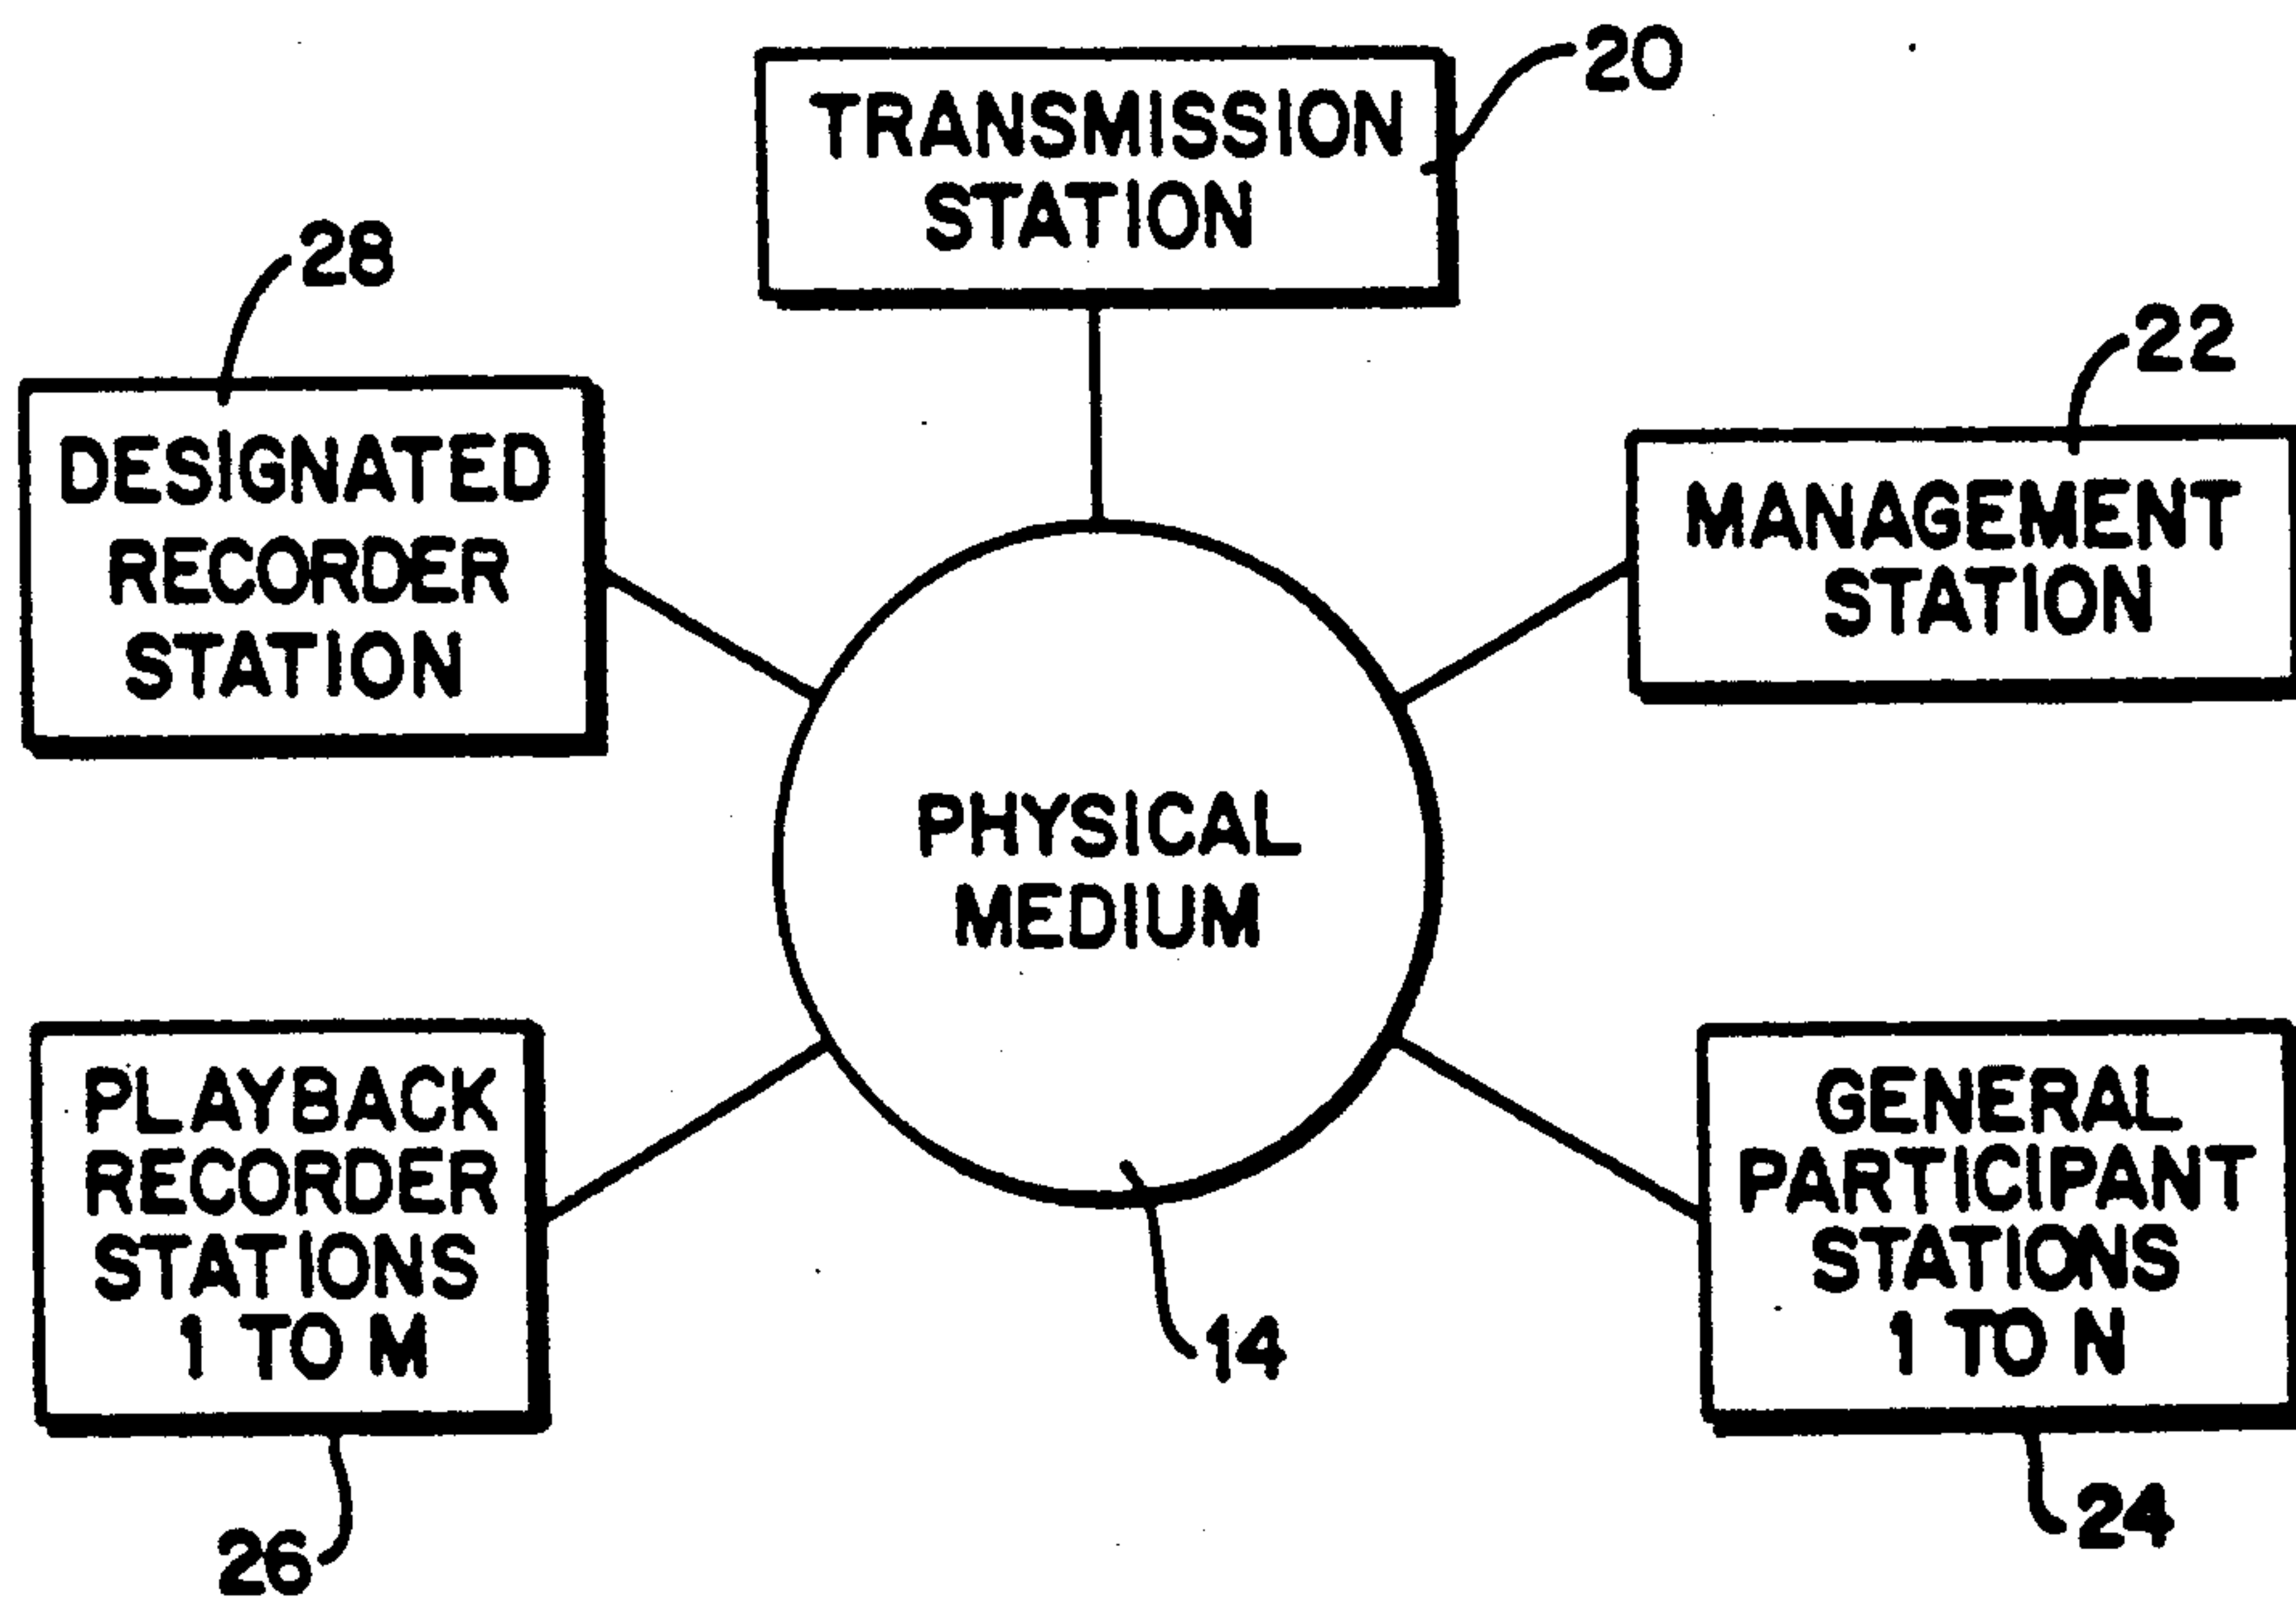 20
TRANSMISSION
STATION
28
22
DESIGNATED
RECORDER
STATION
MANAGEMENT
STATION
PHYSICAL
MEDIUM
PLAYBACK
RECORDER
STATIONS
1 TO M
GENERAL
PARTICIPANT
STATIONS
1 TO N
14
26
24